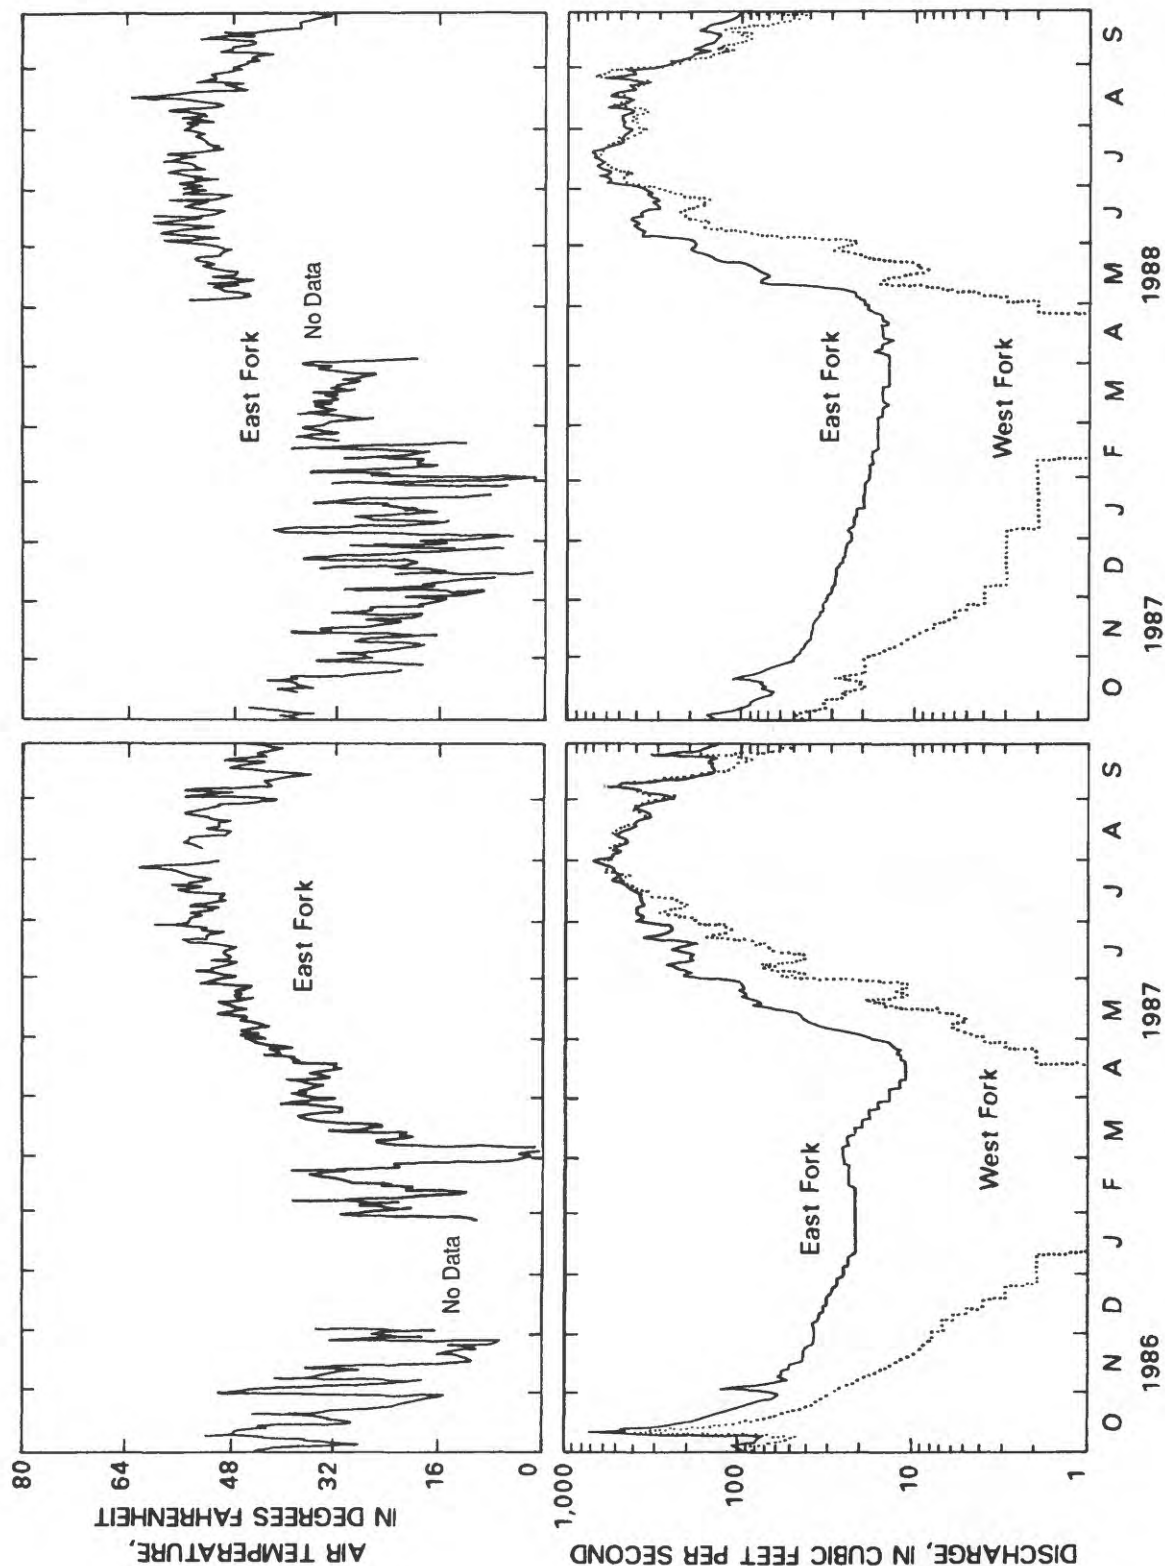 80
64
48
32
16
0
AIR TEMPERATURE,
IN DEGREES FAHRENHEIT
No Data
East Fork
East Fork
No Data
1,000
100
10
1
DISCHARGE, IN CUBIC FEET PER SECOND
East Fork
West Fork
East Fork
West Fork
O N D J F M A M J J A S
O N D J F M A M J J A S
1986 1987
1987 1988